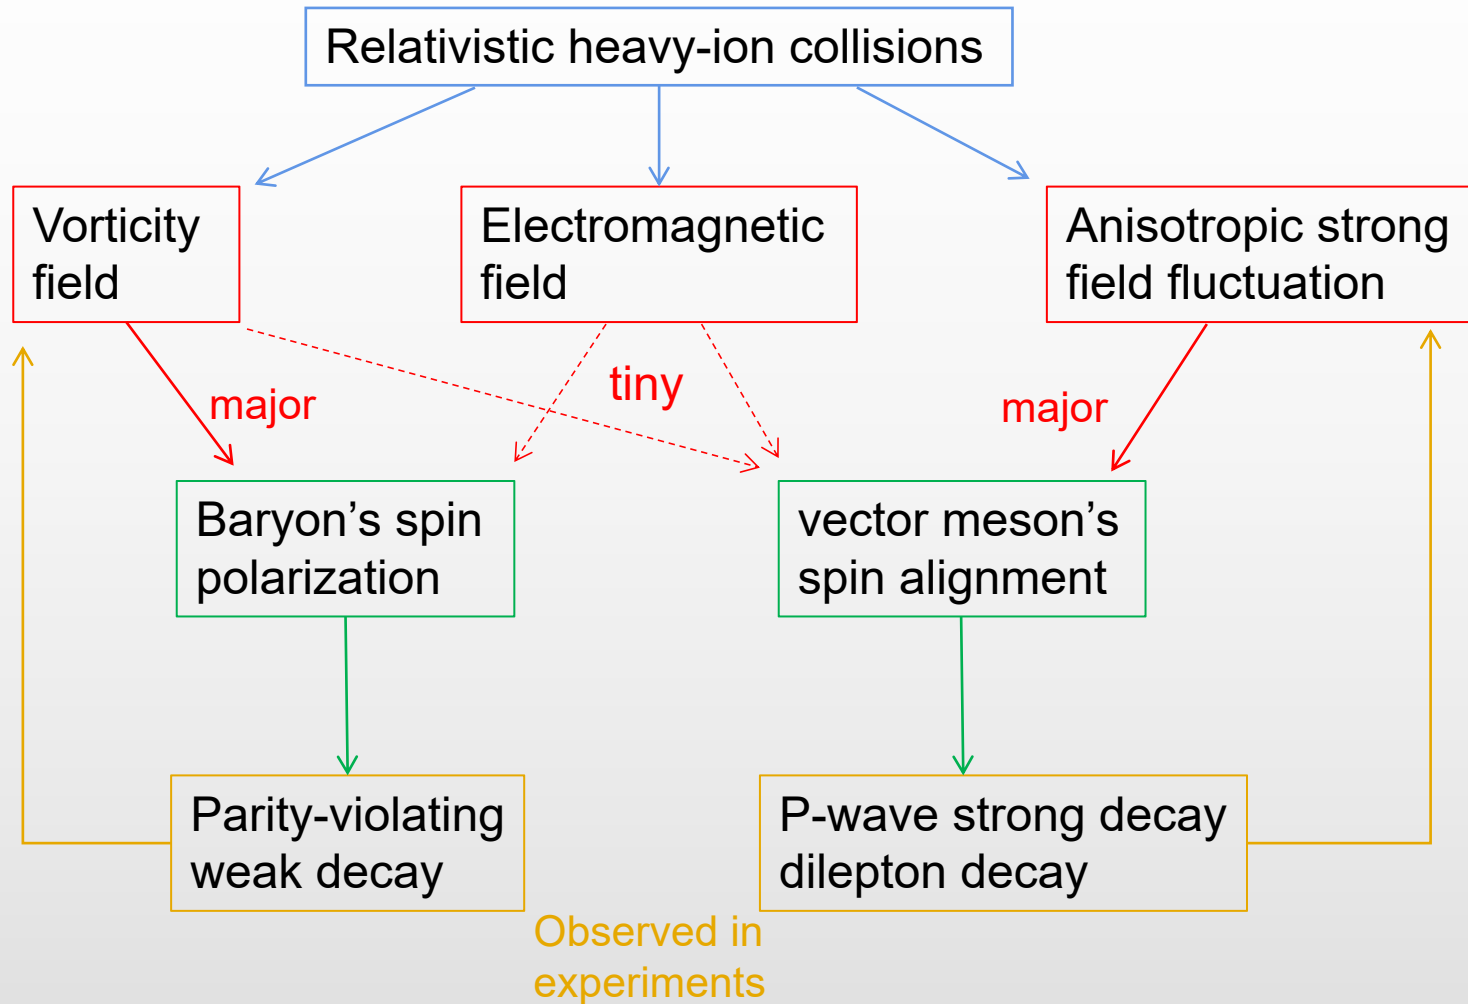 Relativistic heavy-ion collisions
Vorticity
field
Electromagnetic
field
Anisotropic strong
field fluctuation
major
tiny
major
Baryon’s spin
polarization
vector meson’s
spin alignment
Parity-violating
weak decay
P-wave strong decay
dilepton decay
Observed in
experiments